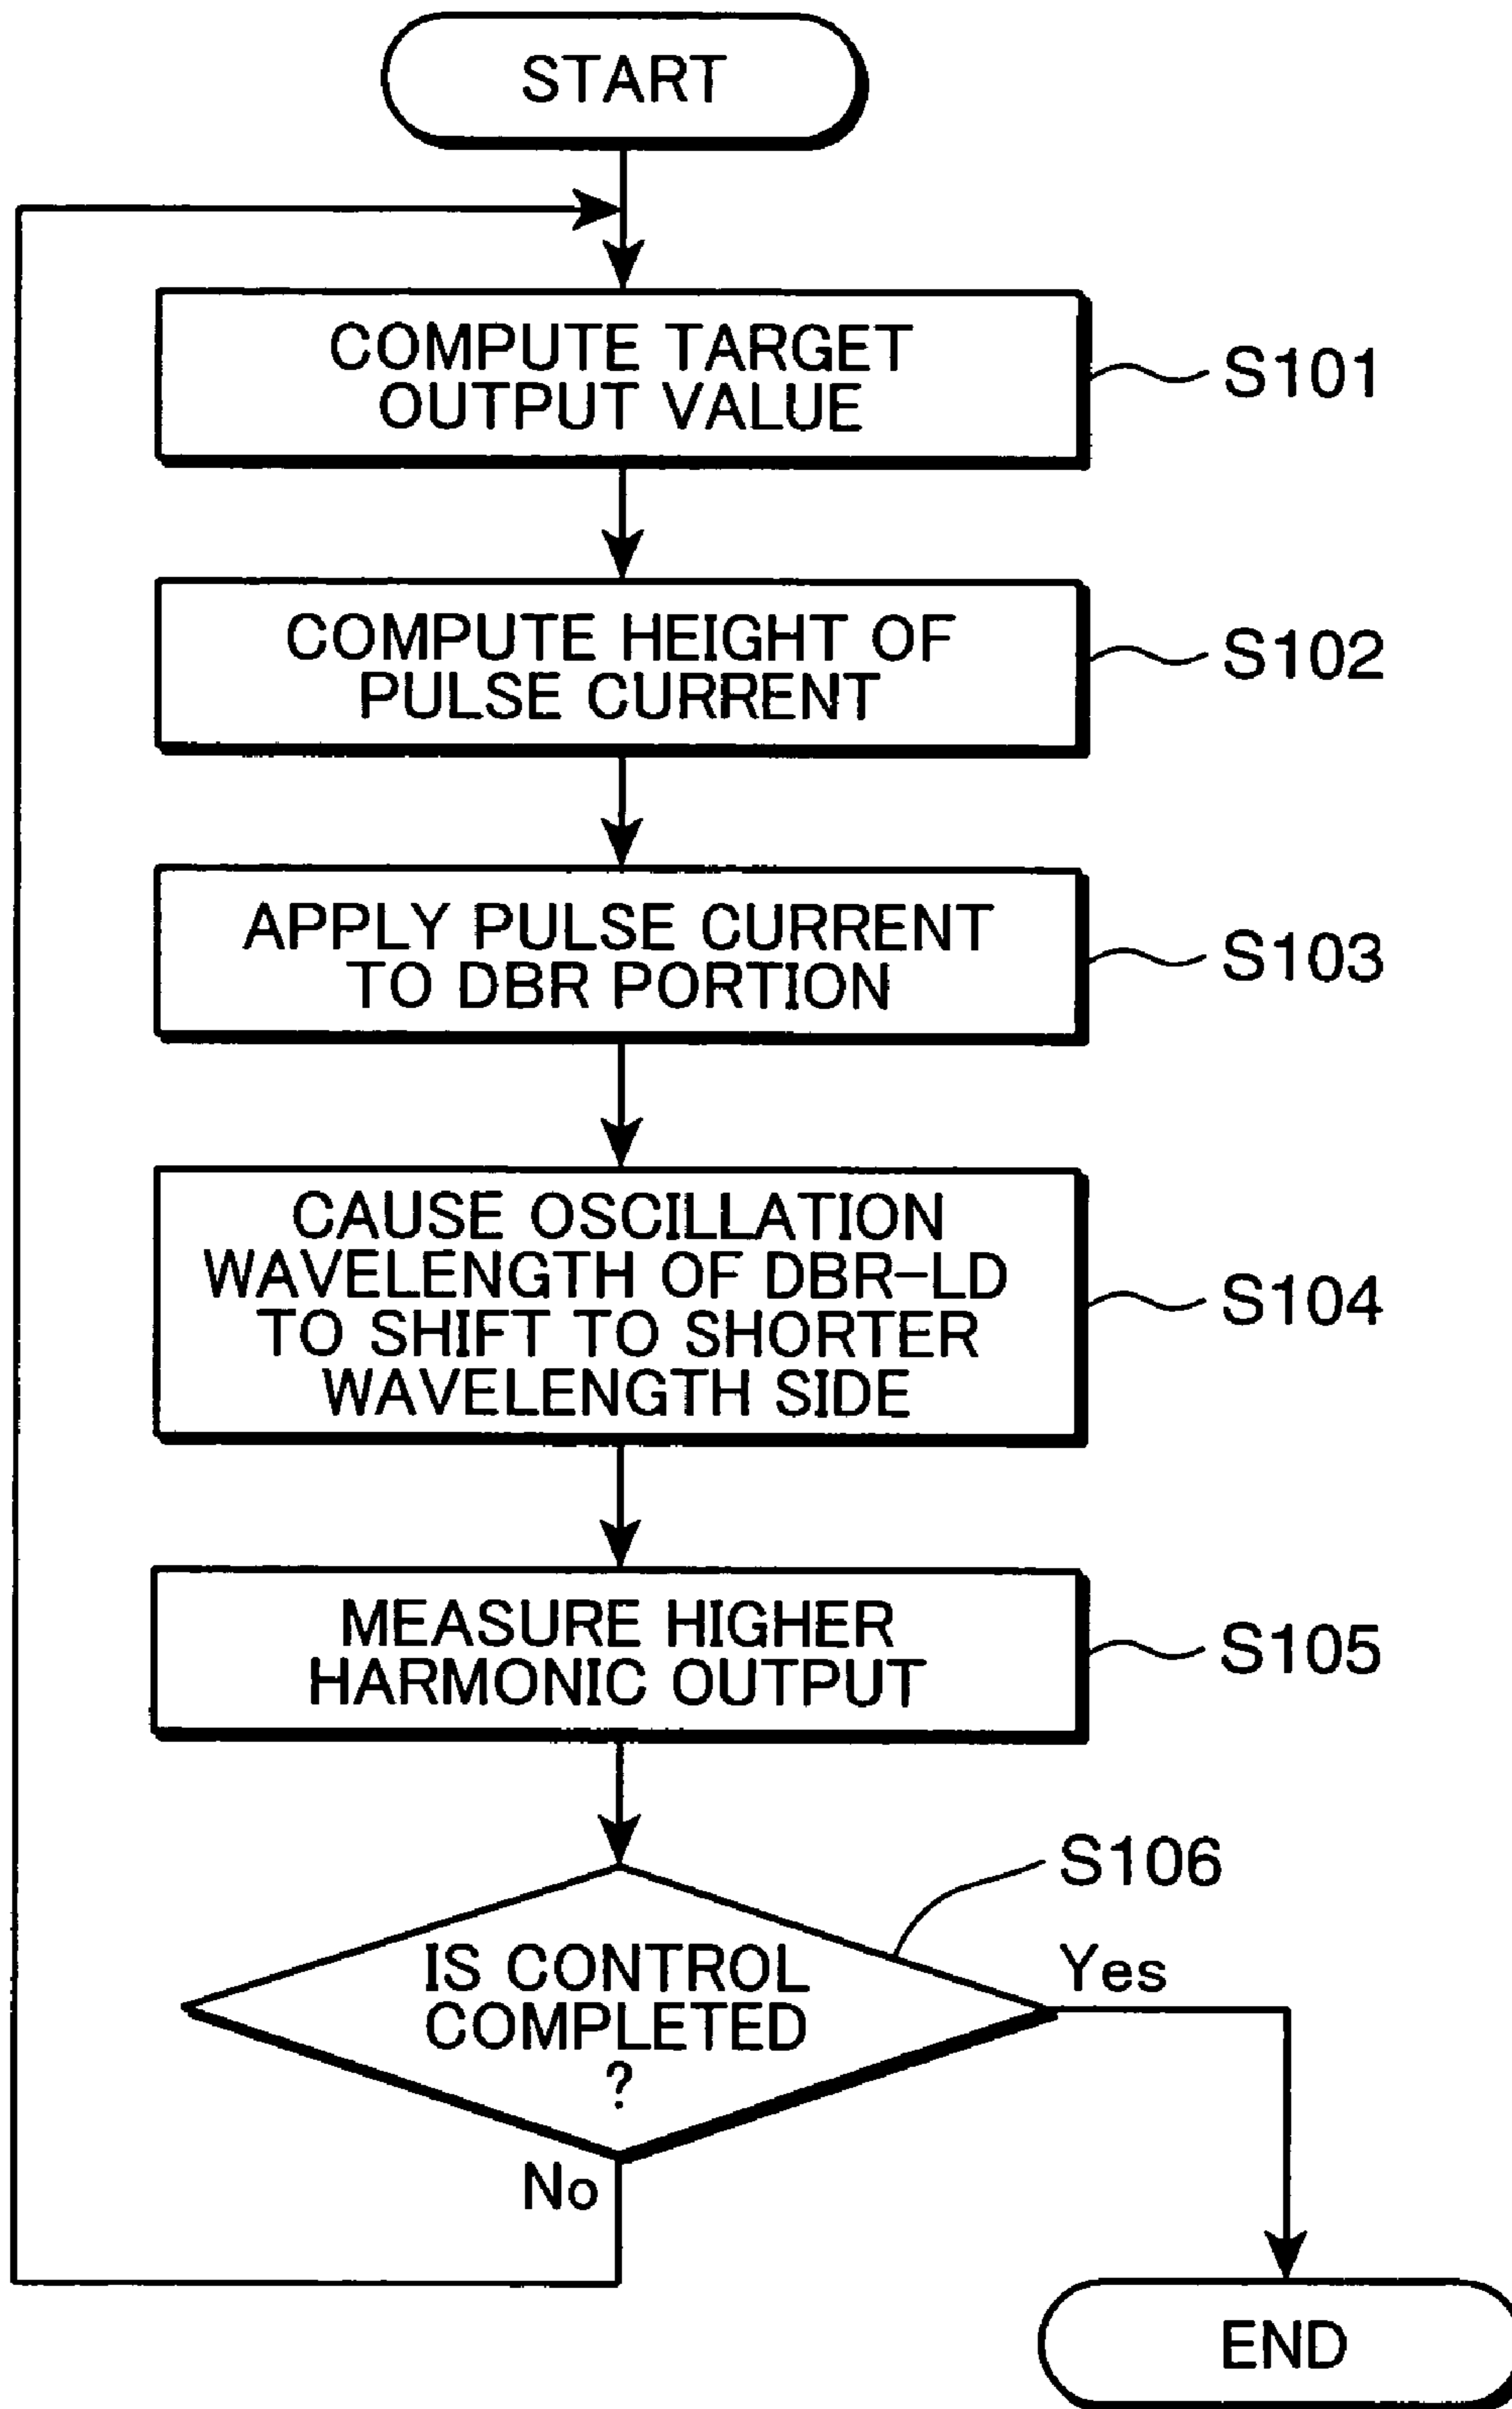 START
COMPUTE TARGET
OUTPUT VALUE
S101
COMPUTE HEIGHT OF
PULSE CURRENT
S102
APPLY PULSE CURRENT
TO DBR PORTION
S103
CAUSE OSCILLATION
WAVELENGTH OF DBR-LD
TO SHIFT TO SHORTER
WAVELENGTH SIDE
S104
MEASURE HIGHER
HARMONIC OUTPUT
S105
S106
IS CONTROL
COMPLETED
?
Yes
No
END